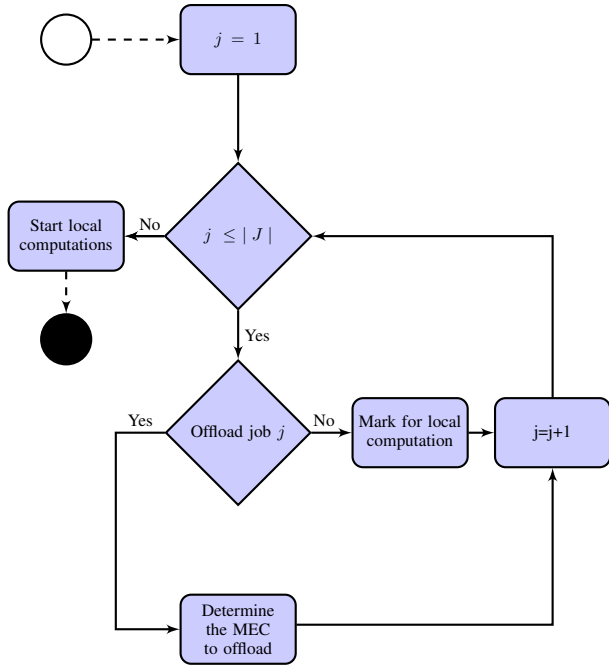 j = 1
Start local
computations
No
j ≤ | J |
Yes
Yes
Offload job j
No
Mark for local
computation
j=j+1
Determine
the MEC
to offload